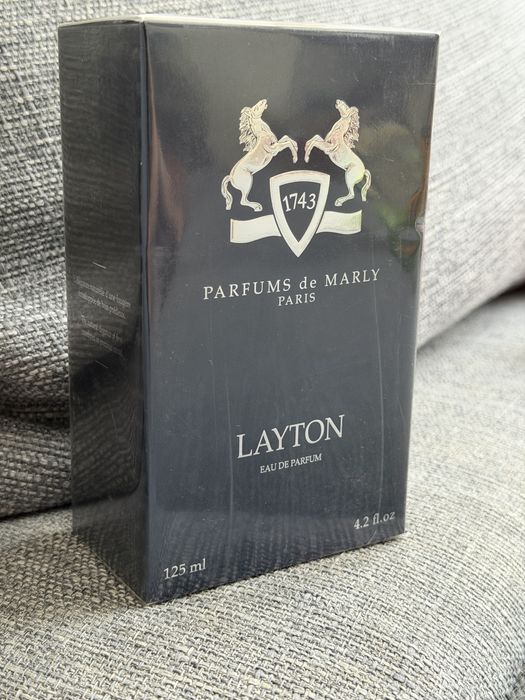 1743
PARFUMS de MARLY
PARIS
LAYTON
EAU DE PARFUM
125 ml
4.2 fl.oz